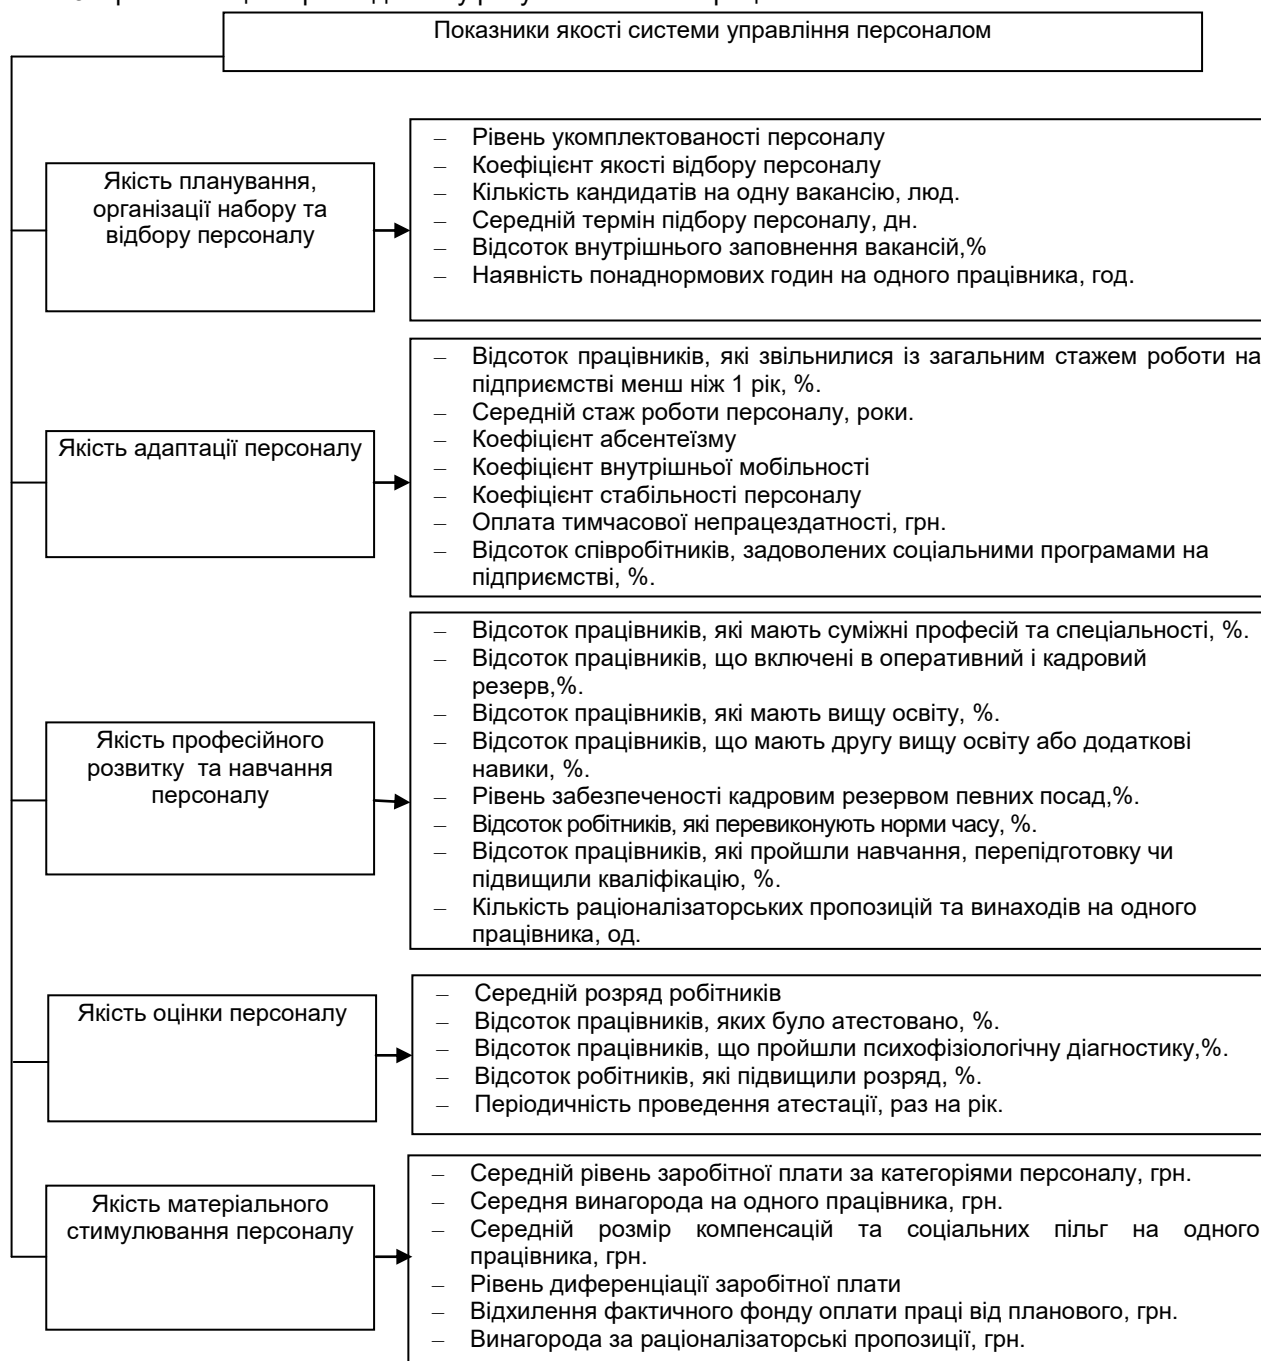 Показники якості системи управління персоналом
Якість планування,
організації набору та
відбору персоналу
– Рівень укомплектованості персоналу
– Коефіцієнт якості відбору персоналу
– Кількість кандидатів на одну вакансію, люд.
– Середній термін підбору персоналу, дн.
– Відсоток внутрішнього заповнення вакансій,%
– Наявність понаднормових годин на одного працівника, год.
Якість адаптації персоналу
– Відсоток працівників, які звільнилися із загальним стажем роботи на
підприємстві менш ніж 1 рік, %.
– Середній стаж роботи персоналу, роки.
– Коефіцієнт абсентеїзму
– Коефіцієнт внутрішньої мобільності
– Коефіцієнт стабільності персоналу
– Оплата тимчасової непрацездатності, грн.
– Відсоток співробітників, задоволених соціальними програмами на
підприємстві, %.
Якість професійного
розвитку та навчання
персоналу
– Відсоток працівників, які мають суміжні професій та спеціальності, %.
– Відсоток працівників, що включені в оперативний і кадровий
резерв,%.
– Відсоток працівників, які мають вищу освіту, %.
– Відсоток працівників, що мають другу вищу освіту або додаткові
навики, %.
– Рівень забезпеченості кадровим резервом певних посад,%.
– Відсоток робітників, які перевиконують норми часу, %.
– Відсоток працівників, які пройшли навчання, перепідготовку чи
підвищили кваліфікацію, %.
– Кількість раціоналізаторських пропозицій та винаходів на одного
працівника, од.
Якість оцінки персоналу
– Середній розряд робітників
– Відсоток працівників, яких було атестовано, %.
– Відсоток працівників, що пройшли психофізіологічну діагностику,%.
– Відсоток робітників, які підвищили розряд, %.
– Періодичність проведення атестації, раз на рік.
Якість матеріального
стимулювання персоналу
– Середній рівень заробітної плати за категоріями персоналу, грн.
– Середня винагорода на одного працівника, грн.
– Середній розмір компенсацій та соціальних пільг на одного
працівника, грн.
– Рівень диференціації заробітної плати
– Відхилення фактичного фонду оплати праці від планового, грн.
– Винагорода за раціоналізаторські пропозиції, грн.